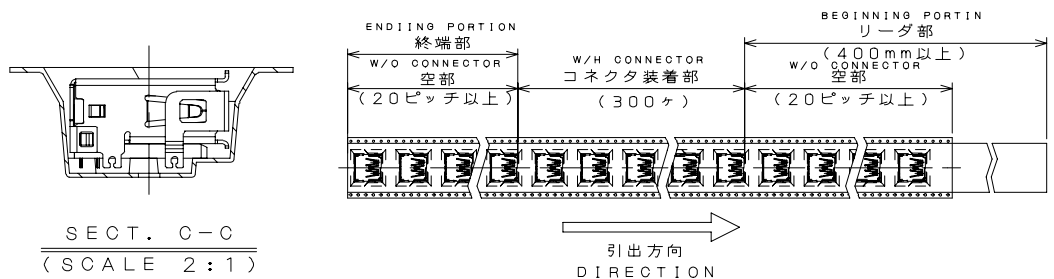 SECT. C-C
(SCALE 2:1)
ENDIING PORTION
終端部
W/O CONNECTOR
空部
(20ピッチ以上)
W/H CONNECTOR
コネクタ装着部
(300ヶ)
BEGINNING PORTIN
リーダ部
(400mm以上)
W/O CONNECTOR
空部
(20ピッチ以上)
引出方向
DIRECTION